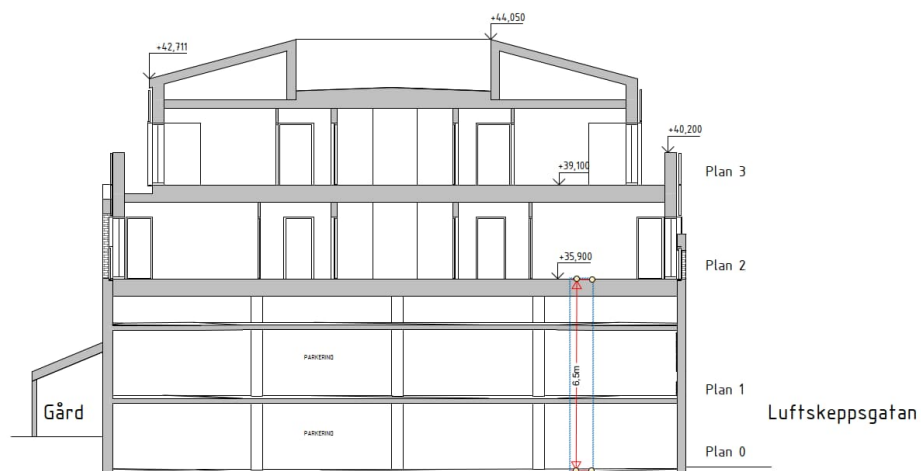 +44,050
+42,711
+40,200
+39,100
Plan 3
+35,900
Plan 2
PARKERING
6,5m
Plan 1
Gård
Luftskeppsgatan
PARKERING
Plan 0